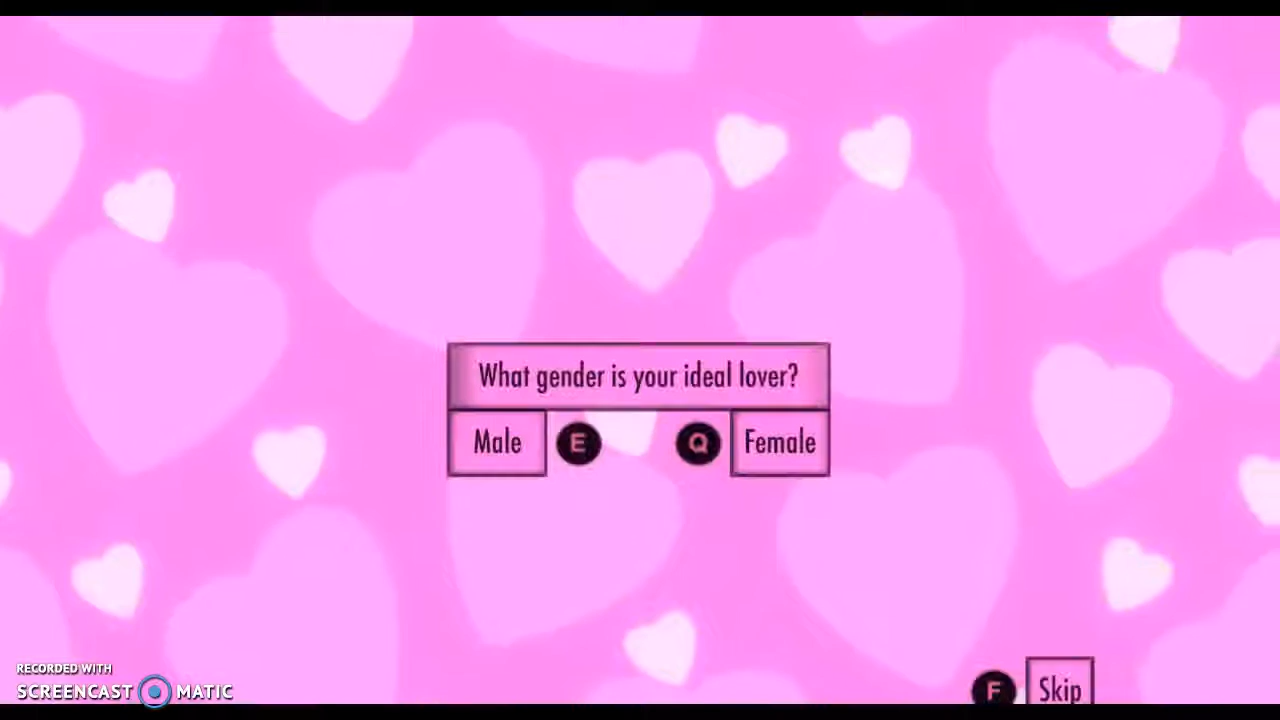 What gender is your ideal lover?
Male E Q Female
RECORDED WITH
SCREENCAST MATIC
F Skip